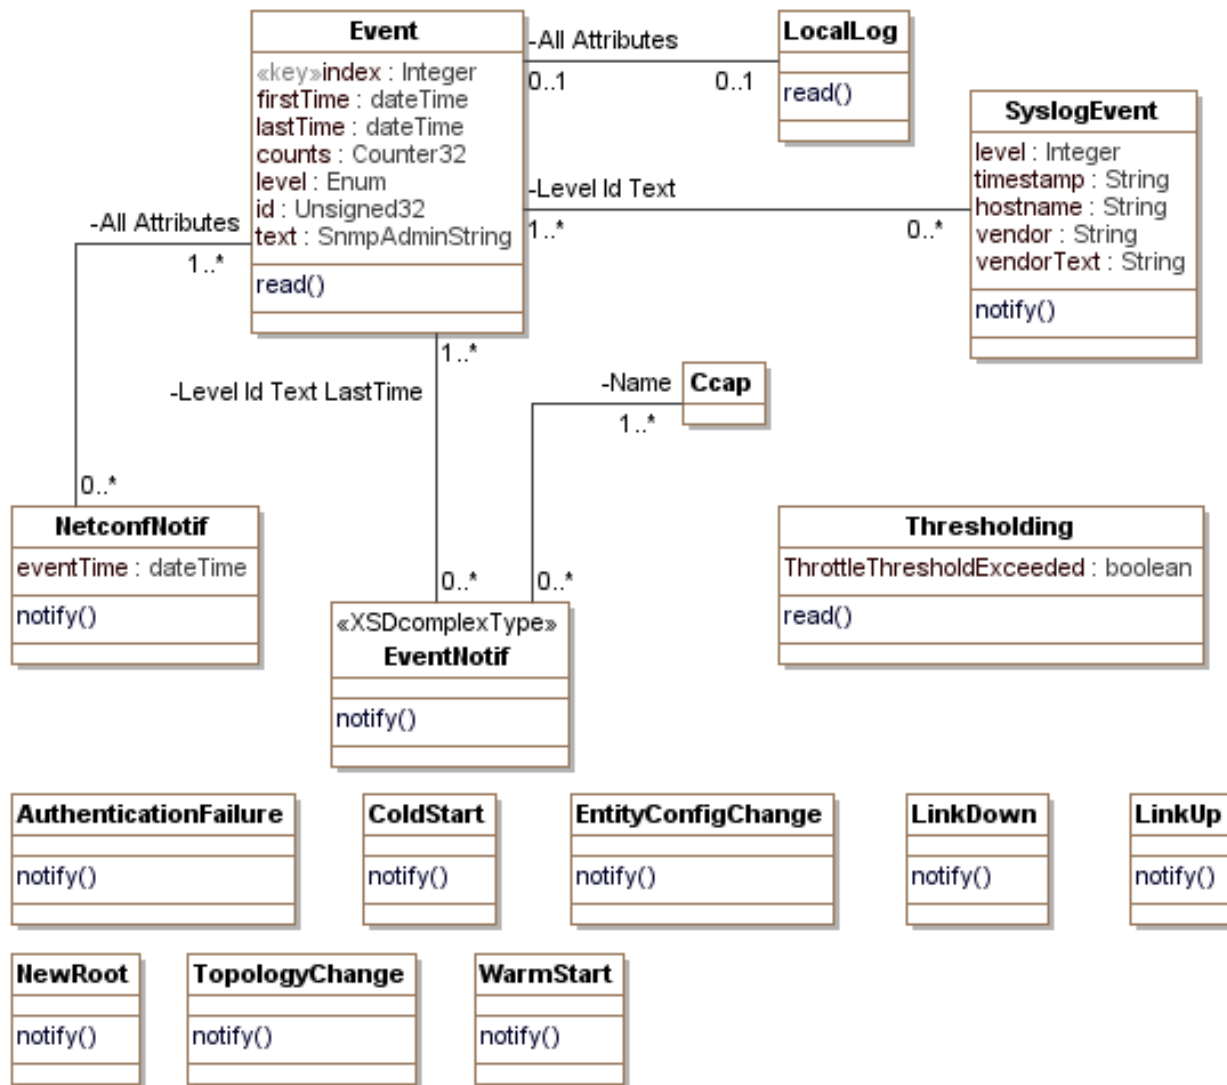 Event
«key»index : Integer
firstTime : dateTime
lastTime : dateTime
counts : Counter32
level : Enum
id : Unsigned32
text : SnmpAdminString
read()
-All Attributes
0..1
0..1
LocalLog
read()
-Level Id Text
1..*
0..*
SyslogEvent
level : Integer
timestamp : String
hostname : String
vendor : String
vendorText : String
notify()
-All Attributes
1..*
0..*
1..*
-Level Id Text LastTime
0..*
-Name
1..*
0..*
Ccap
NetconfNotif
eventTime : dateTime
notify()
«XSDcomplexType»
EventNotif
notify()
Thresholding
ThrottleThresholdExceeded : boolean
read()
AuthenticationFailure
notify()
ColdStart
notify()
EntityConfigChange
notify()
LinkDown
notify()
LinkUp
notify()
NewRoot
notify()
TopologyChange
notify()
WarmStart
notify()